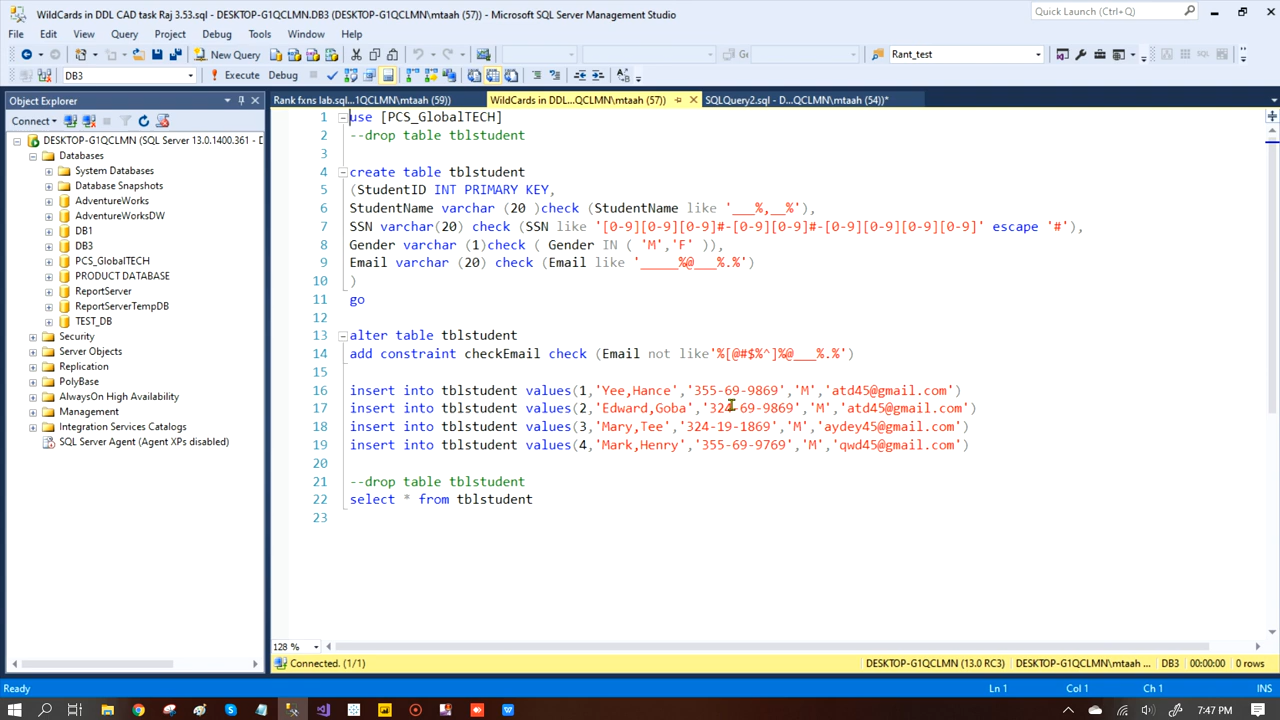 WildCards in DDL CAD task Raj 3.53.sql - DESKTOP-G1QCLMN.DB3 (DESKTOP-G1QCLMN\mtaah (57)) - Microsoft SQL Server Management Studio
Quick Launch (Ctrl+Q)
File Edit View Query Project Debug Tools Window Help
New Query
Rant_test
DB3
Execute Debug
Object Explorer
Rank fxns lab.sql...1QCLMN\mtaah (59)) WildCards in DDL...QCLMN\mtaah (57)) SQLQuery2.sql - D...QCLMN\mtaah (54))*
Connect
DESKTOP-G1QCLMN (SQL Server 13.0.1400.361 - DESKTOP-G1QCLMN
Databases
System Databases
Database Snapshots
AdventureWorks
AdventureWorksDW
DB1
DB3
PCS_GlobalTECH
PRODUCT DATABASE
ReportServer
ReportServerTempDB
TEST_DB
Security
Server Objects
Replication
PolyBase
AlwaysOn High Availability
Management
Integration Services Catalogs
SQL Server Agent (Agent XPs disabled)
1 use [PCS_GlobalTECH]
2 --drop table tblstudent
3
4 create table tblstudent
5 (StudentID INT PRIMARY KEY,
6 StudentName varchar (20 )check (StudentName like '___%,__%'),
7 SSN varchar(20) check (SSN like '[0-9][0-9][0-9]#-[0-9][0-9]#-[0-9][0-9][0-9][0-9]' escape '#'),
8 Gender varchar (1)check ( Gender IN ( 'M','F' )),
9 Email varchar (20) check (Email like '_____%@___%.%')
10 )
11 go
12
13 alter table tblstudent
14 add constraint checkEmail check (Email not like'%[@#$%^]%@___%.%')
15
16 insert into tblstudent values(1,'Yee,Hance','355-69-9869','M','atd45@gmail.com')
17 insert into tblstudent values(2,'Edward,Goba','324-69-9869','M','atd45@gmail.com')
18 insert into tblstudent values(3,'Mary,Tee','324-19-1869','M','aydey45@gmail.com')
19 insert into tblstudent values(4,'Mark,Henry','355-69-9769','M','qwd45@gmail.com')
20
21 --drop table tblstudent
22 select * from tblstudent
23
128 %
Connected. (1/1) DESKTOP-G1QCLMN (13.0 RC3) DESKTOP-G1QCLMN\mtaah ... DB3 00:00:00 0 rows
Ready Ln 1 Col 1 Ch 1 INS
7:47 PM